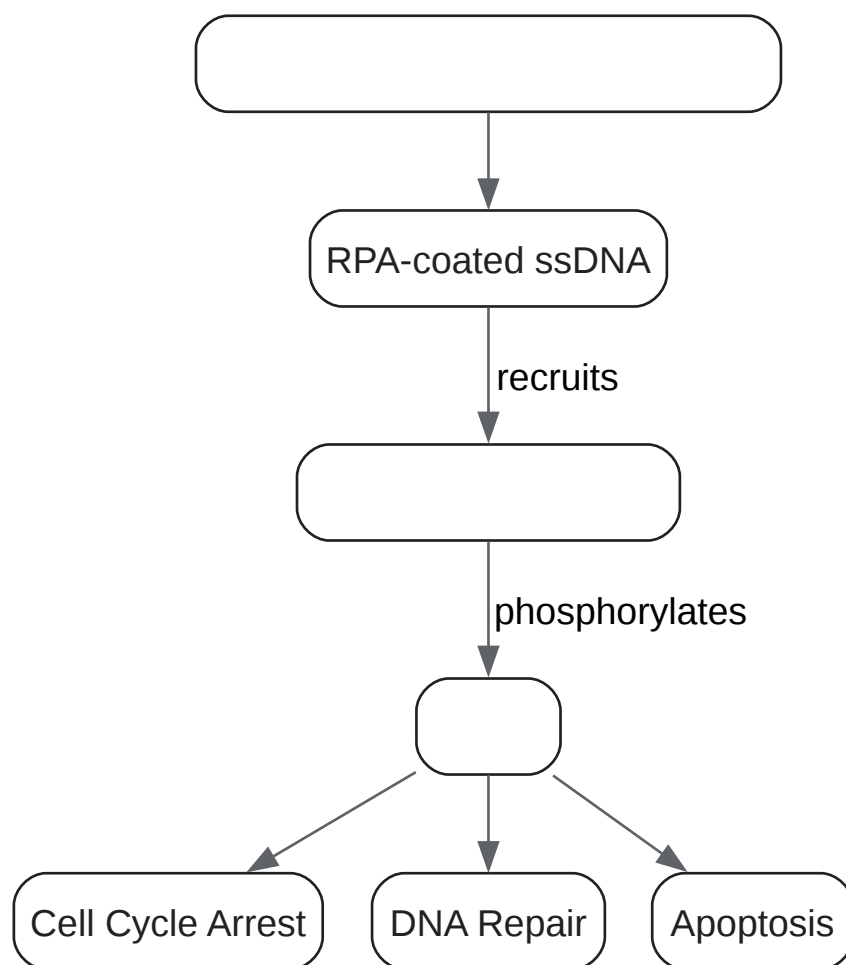 RPA-coated ssDNA
recruits
phosphorylates
Cell Cycle Arrest
DNA Repair
Apoptosis